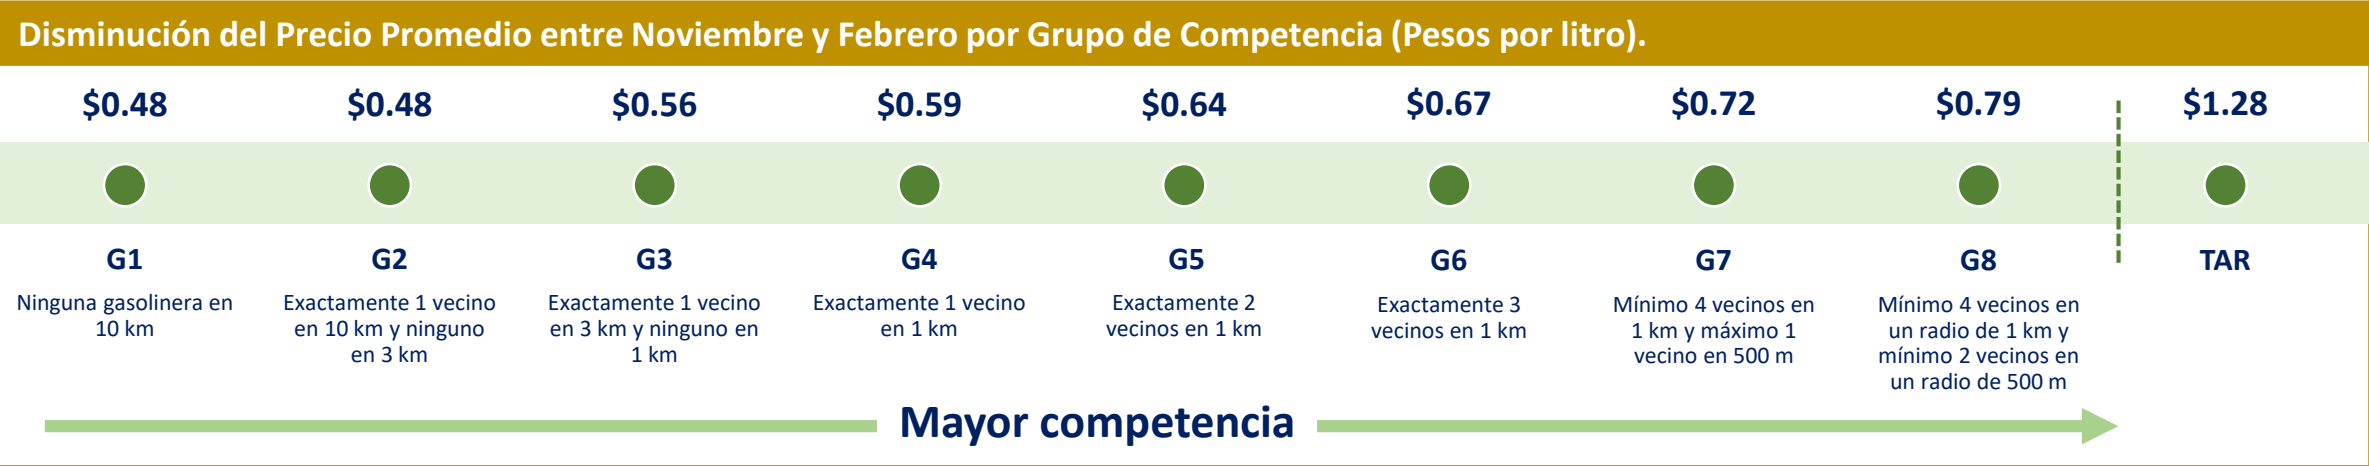 Disminución del Precio Promedio entre Noviembre y Febrero por Grupo de Competencia (Pesos por litro).
$0.48
$0.48
$0.56
$0.59
$0.64
$0.67
$0.72
$0.79
$1.28
G1
G2
G3
G4
G5
G6
G7
G8
TAR
Ninguna gasolinera en
10 km
Exactamente 1 vecino
en 10 km y ninguno
en 3 km
Exactamente 1 vecino
en 3 km y ninguno en
1 km
Exactamente 1 vecino
en 1 km
Exactamente 2
vecinos en 1 km
Exactamente 3
vecinos en 1 km
Mínimo 4 vecinos en
1 km y máximo 1
vecino en 500 m
Mínimo 4 vecinos en
un radio de 1 km y
mínimo 2 vecinos en
un radio de 500 m
Mayor competencia